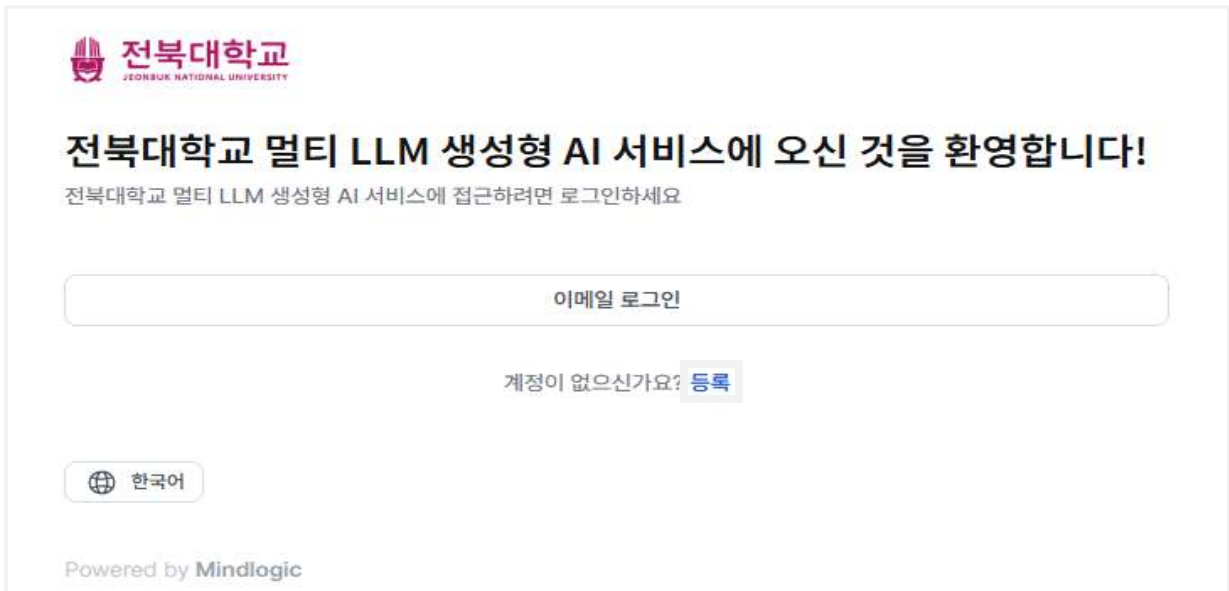 전북대학교
JEONBUK NATIONAL UNIVERSITY
전북대학교 멀티 LLM 생성형 AI 서비스에 오신 것을 환영합니다!
전북대학교 멀티 LLM 생성형 AI 서비스에 접근하려면 로그인하세요
이메일 로그인
계정이 없으신가요? 등록
한국어
Powered by Mindlogic